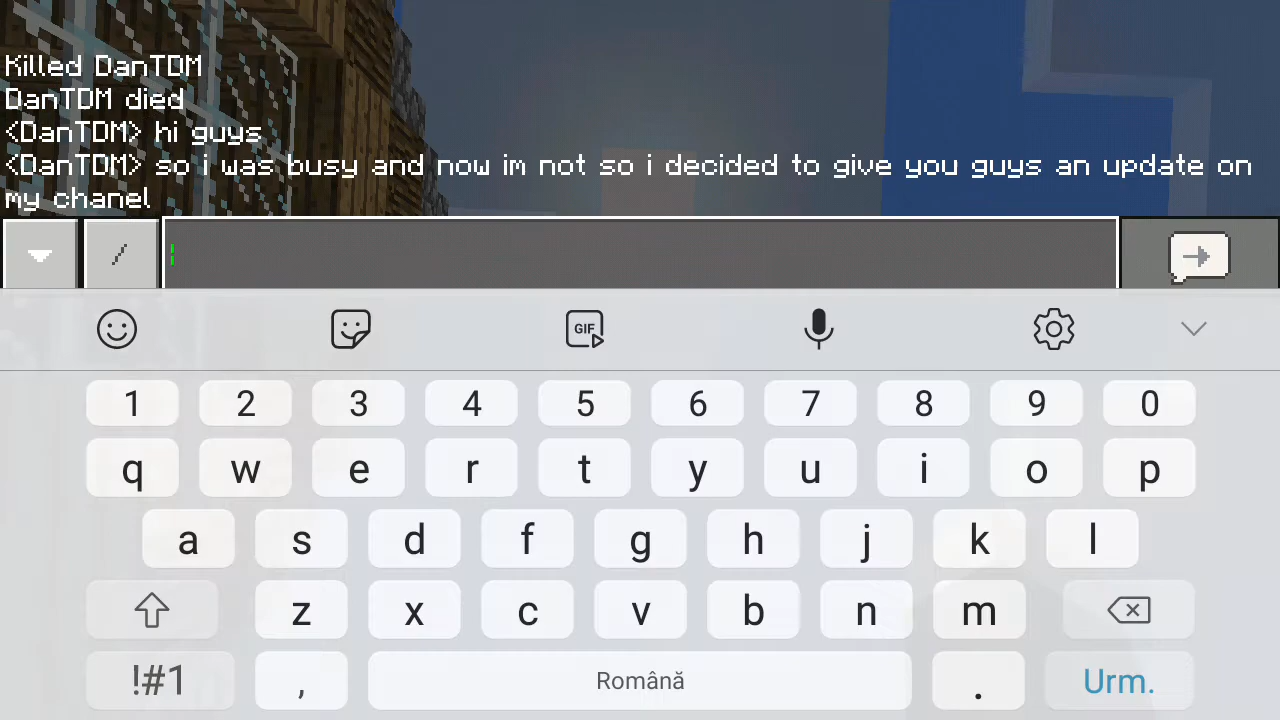 Killed DanTDM
DanTDM died
<DanTDM> hi guys
<DanTDM> so i was busy and now im not so i decided to give you guys an update on
my chanel
/
GIF
1 2 3 4 5 6 7 8 9 0
q w e r t y u i o p
a s d f g h j k l
z x c v b n m
!#1 , Română . Urm.